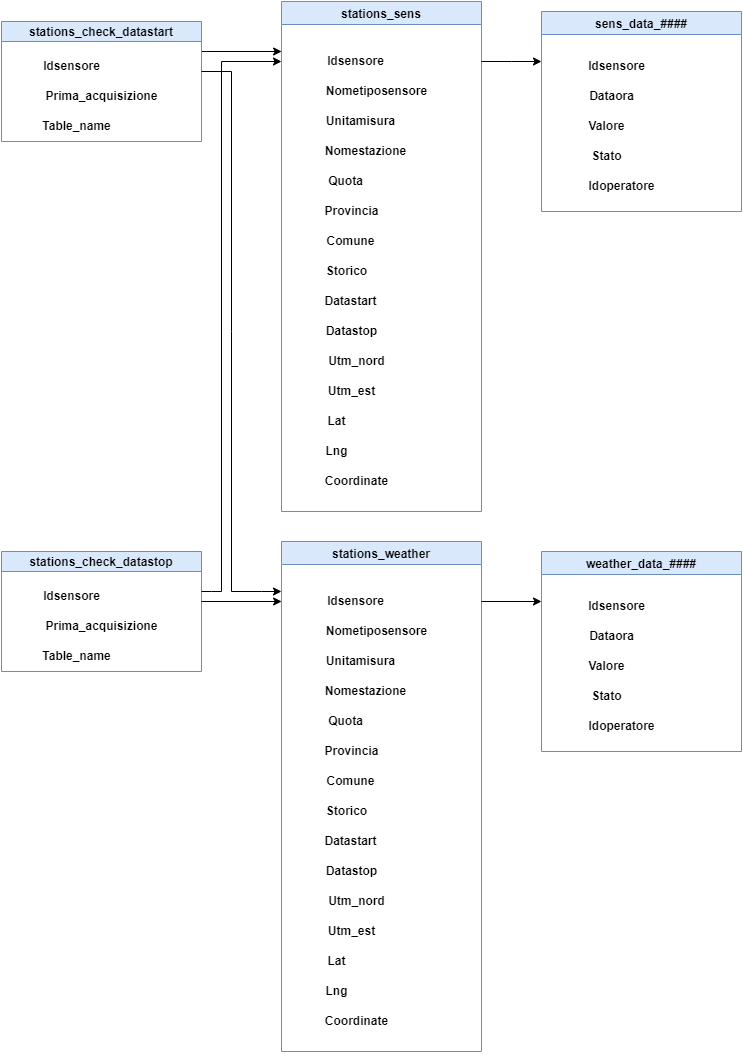 stations_check_datastart
Idsensore
Prima_acquisizione
Table_name
stations_sens
Idsensore
Nometiposensore
Unitamisura
Nomestazione
Quota
Provincia
Comune
Storico
Datastart
Datastop
Utm_nord
Utm_est
Lat
Lng
Coordinate
sens_data_####
Idsensore
Dataora
Valore
Stato
Idoperatore
stations_check_datastop
Idsensore
Prima_acquisizione
Table_name
stations_weather
Idsensore
Nometiposensore
Unitamisura
Nomestazione
Quota
Provincia
Comune
Storico
Datastart
Datastop
Utm_nord
Utm_est
Lat
Lng
Coordinate
weather_data_####
Idsensore
Dataora
Valore
Stato
Idoperatore